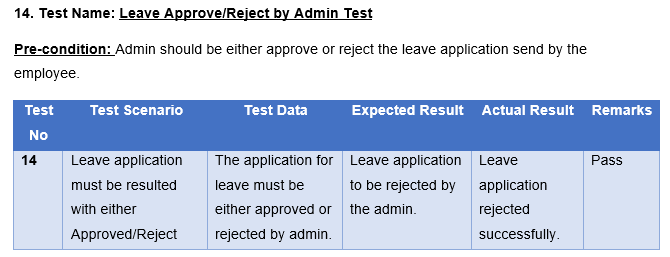 14. Test Name: Leave Approve/Reject by Admin Test
Pre-condition: Admin should be either approve or reject the leave application send by the
employee.
Test No
Test Scenario
Test Data
Expected Result
Actual Result
Remarks
14
Leave application
must be resulted
with either
Approved/Reject
The application for
leave must be
either approved or
rejected by admin.
Leave application
to be rejected by
the admin.
Leave
application
rejected
successfully.
Pass